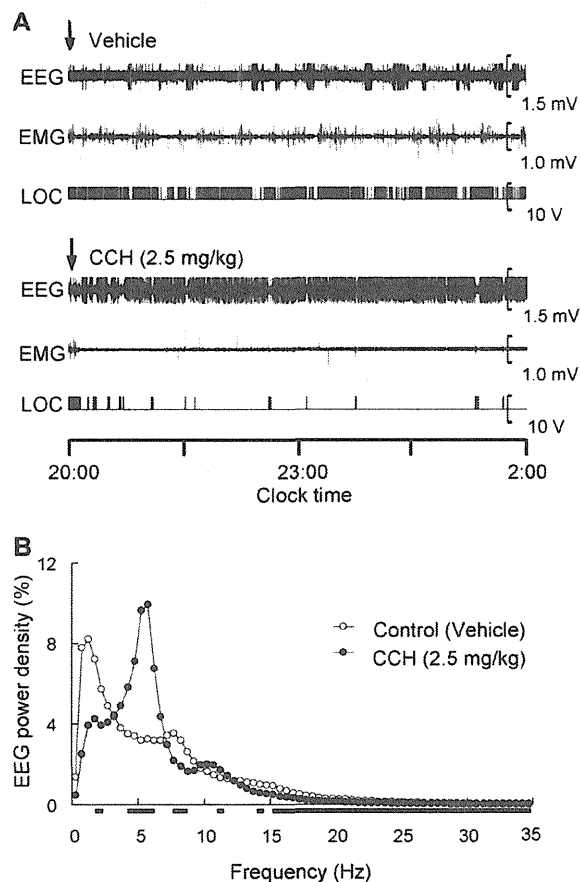 A
Vehicle
EEG
1.5 mV
EMG
1.0 mV
LOC
10 V
CCH (2.5 mg/kg)
EEG
1.5 mV
EMG
1.0 mV
LOC
10 V
20:00 23:00 2:00
Clock time
B
EEG power density (%)
12
8
4
0
Control (Vehicle)
CCH (2.5 mg/kg)
0 5 10 15 20 25 30 35
Frequency (Hz)